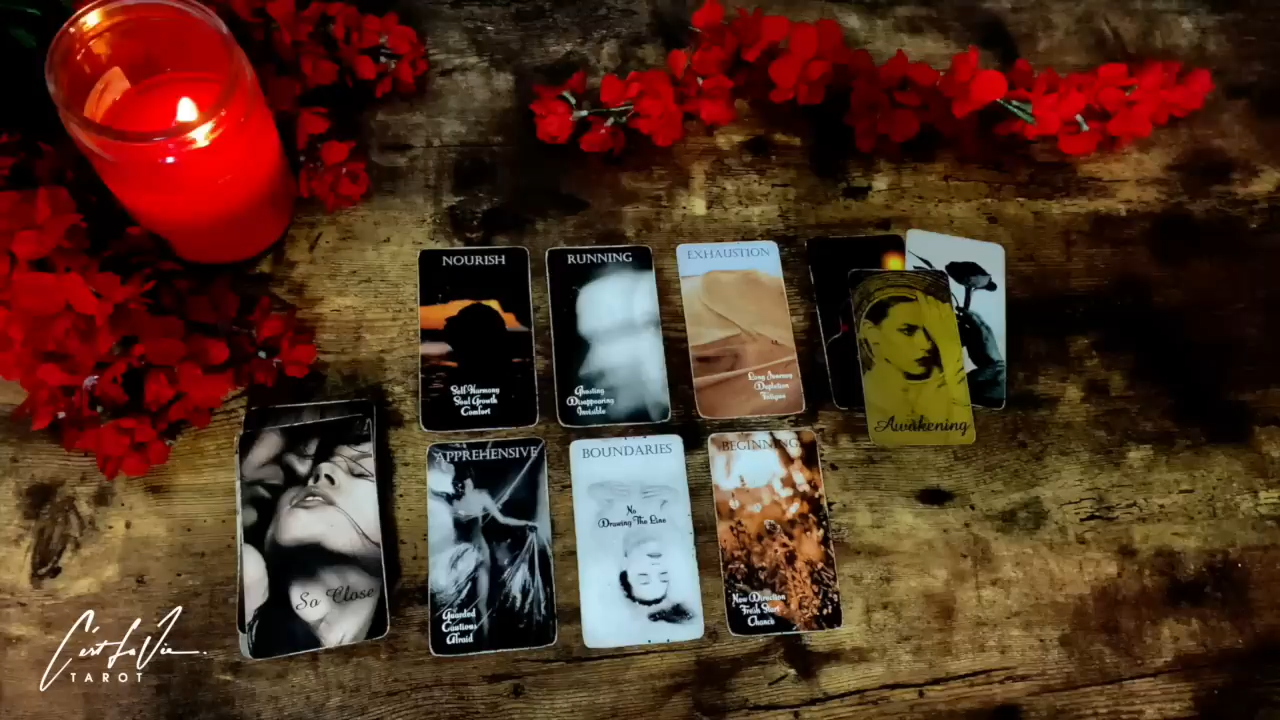 NOURISH
Self Harmony
Soul Growth
Comfort
RUNNING
Ghosting
Disappearing
Invisible
EXHAUSTION
Long Journey
Depletion
Fatigue
Awakening
So Close
APPREHENSIVE
Guarded
Cautious
Afraid
BOUNDARIES
No
Drawing The Line
BEGINNING
New Direction
Fresh Start
Chance
C'est La Vie
TAROT